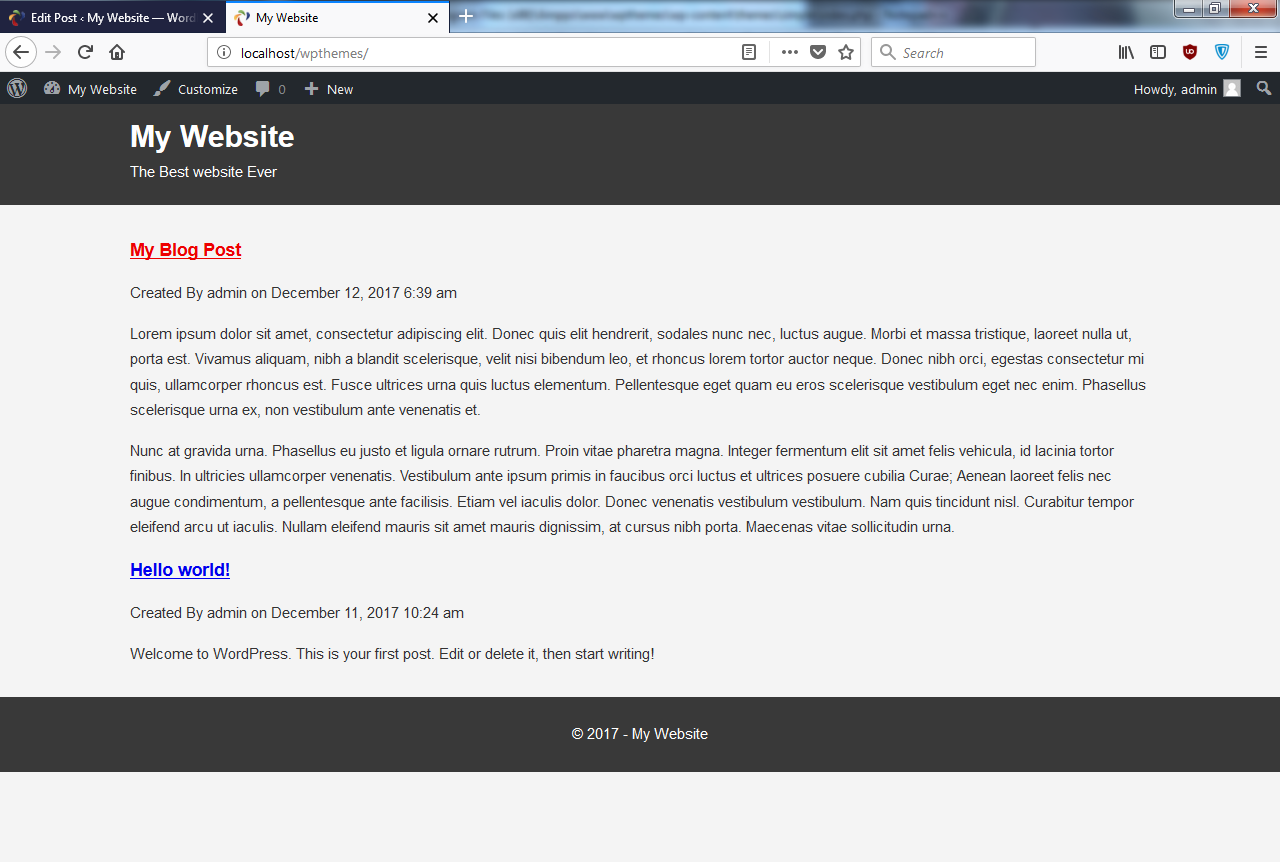 Edit Post ‹ My Website — Word
My Website
localhost/wpthemes/
Search
My Website
Customize
0
New
Howdy, admin
My Website
The Best website Ever
My Blog Post
Created By admin on December 12, 2017 6:39 am
Lorem ipsum dolor sit amet, consectetur adipiscing elit. Donec quis elit hendrerit, sodales nunc nec, luctus augue. Morbi et massa tristique, laoreet nulla ut,
porta est. Vivamus aliquam, nibh a blandit scelerisque, velit nisi bibendum leo, et rhoncus lorem tortor auctor neque. Donec nibh orci, egestas consectetur mi
quis, ullamcorper rhoncus est. Fusce ultrices urna quis luctus elementum. Pellentesque eget quam eu eros scelerisque vestibulum eget nec enim. Phasellus
scelerisque urna ex, non vestibulum ante venenatis et.
Nunc at gravida urna. Phasellus eu justo et ligula ornare rutrum. Proin vitae pharetra magna. Integer fermentum elit sit amet felis vehicula, id lacinia tortor
finibus. In ultricies ullamcorper venenatis. Vestibulum ante ipsum primis in faucibus orci luctus et ultrices posuere cubilia Curae; Aenean laoreet felis nec
augue condimentum, a pellentesque ante facilisis. Etiam vel iaculis dolor. Donec venenatis vestibulum vestibulum. Nam quis tincidunt nisl. Curabitur tempor
eleifend arcu ut iaculis. Nullam eleifend mauris sit amet mauris dignissim, at cursus nibh porta. Maecenas vitae sollicitudin urna.
Hello world!
Created By admin on December 11, 2017 10:24 am
Welcome to WordPress. This is your first post. Edit or delete it, then start writing!
© 2017 - My Website